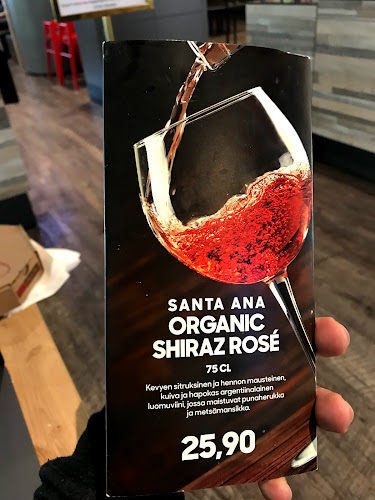 SANTA ANA
ORGANIC
SHIRAZ ROSÉ
75 CL
Kevyen sitruksinen ja hennon mausteinen,
kuiva ja hapokas argentiinalainen
luomuviini, jossa maistuvat punaherukka
ja metsämansikka.
25,90